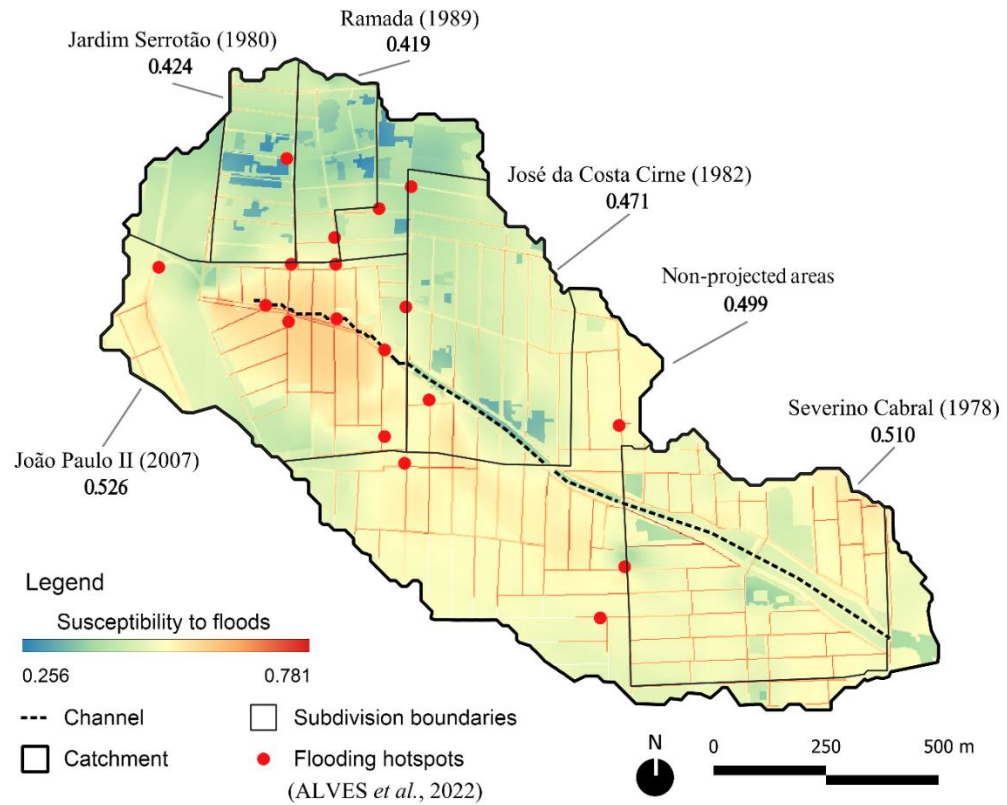 Ramada (1989)
0.419
Jardim Serrotão (1980)
0.424
José da Costa Cirne (1982)
0.471
Non-projected areas
0.499
Severino Cabral (1978)
0.510
João Paulo II (2007)
0.526
Legend
Susceptibility to floods
0.256 0.781
Channel
Subdivision boundaries
Catchment
Flooding hotspots
(ALVES et al., 2022)
N
0 250 500 m